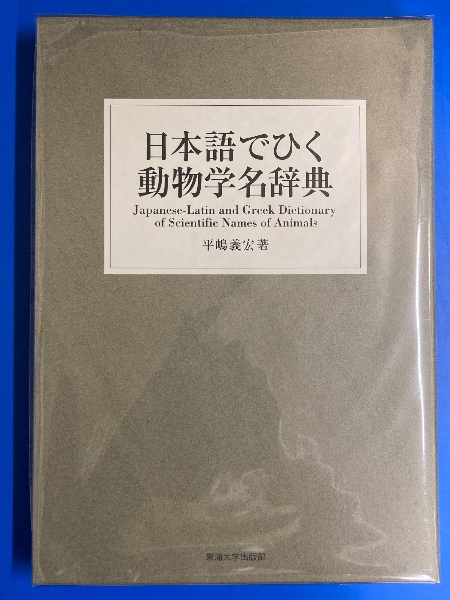 日本語でひく
動物学名辞典
Japanese-Latin and Greek Dictionary
of Scientific Names of Animals
平嶋義宏著
東海大学出版部